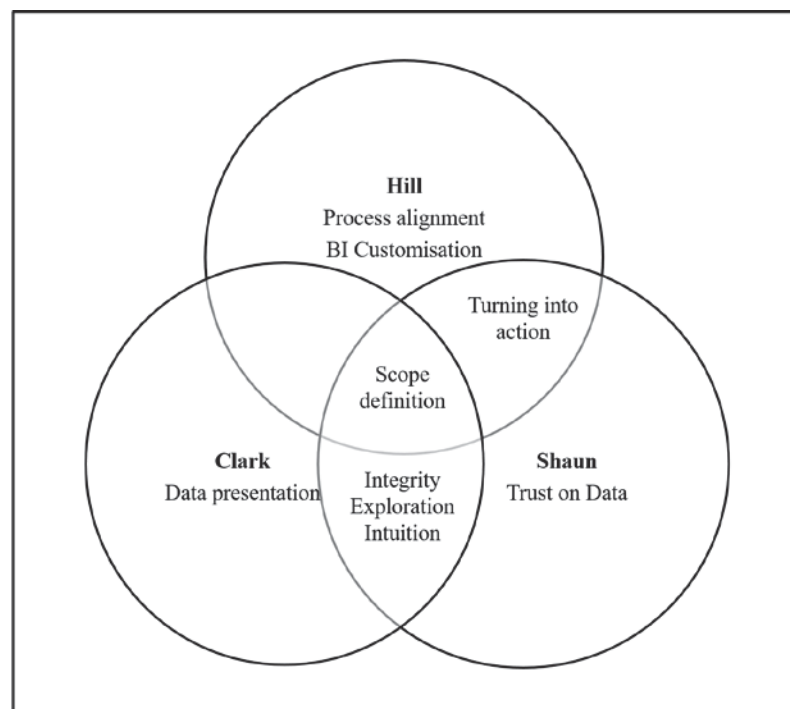 Hill
Process alignment
BI Customisation
Turning into
action
Scope
definition
Clark
Data presentation
Integrity
Exploration
Intuition
Shaun
Trust on Data